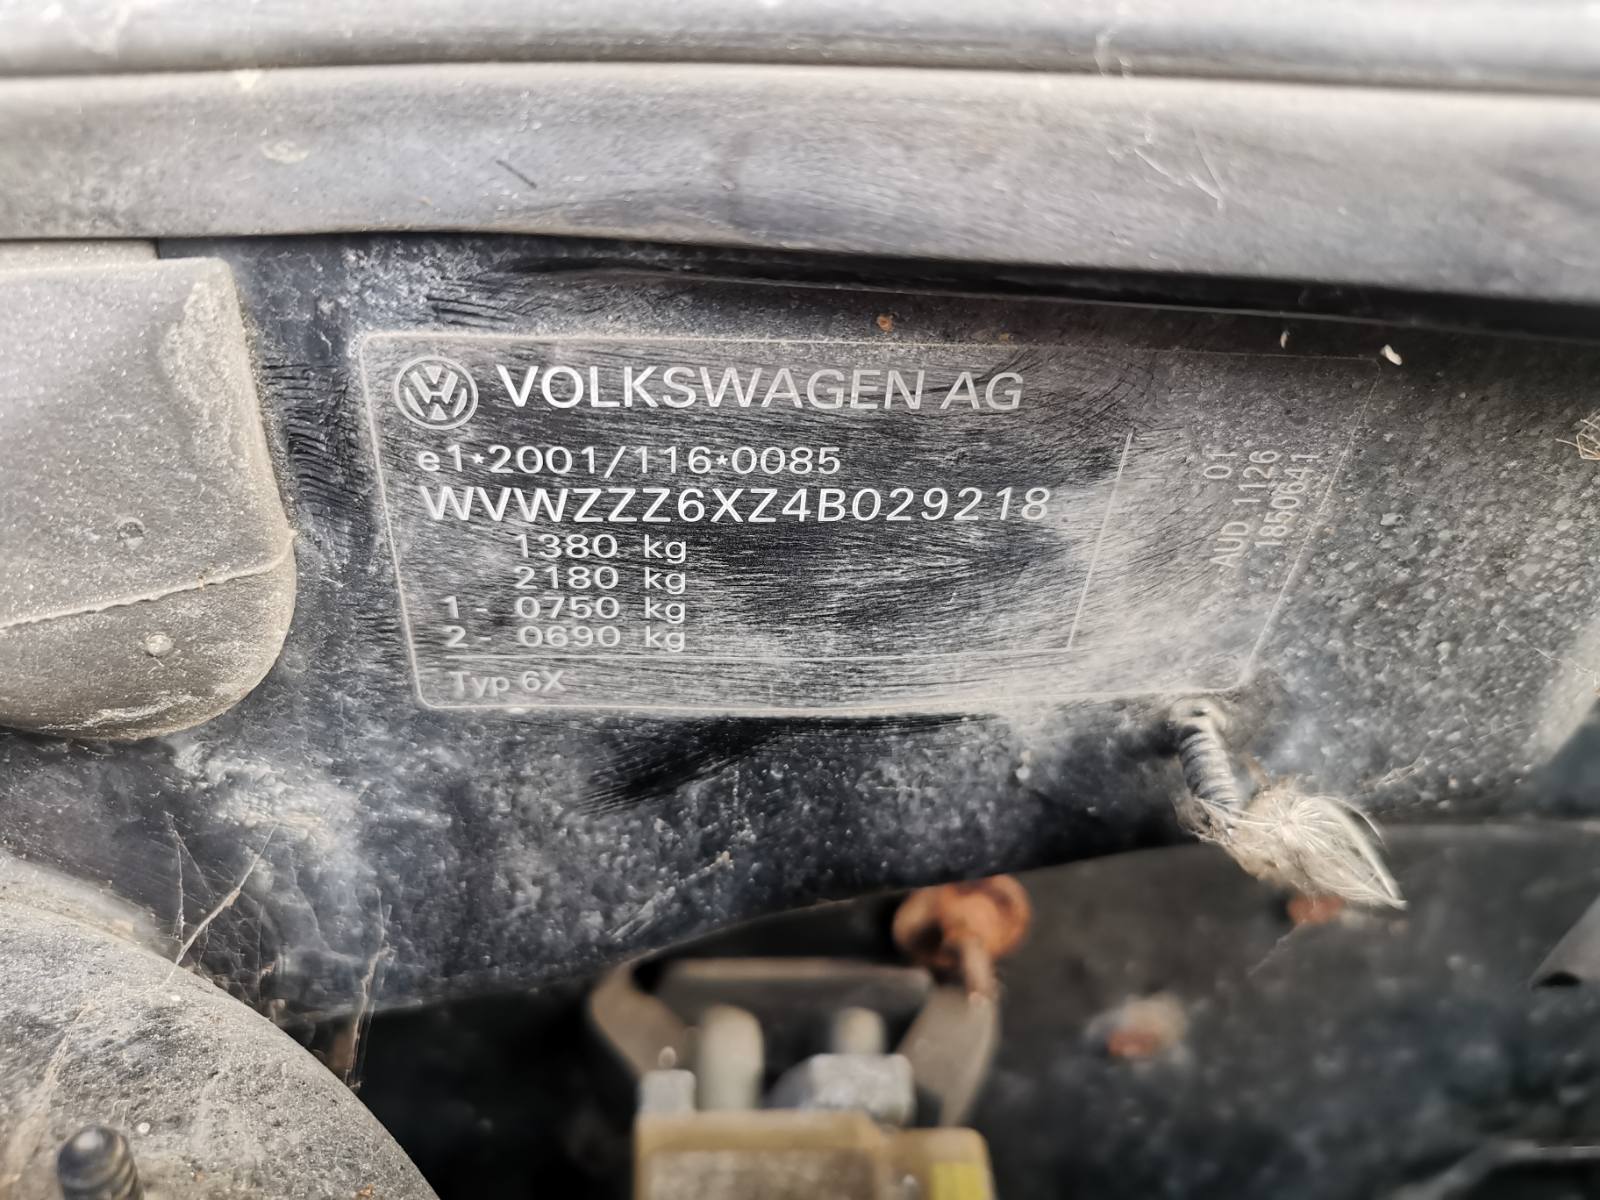 VOLKSWAGEN AG
e1*2001/116*0085
WVWZZZ6XZ4B029218
1380 kg
2180 kg
1- 0750 kg
2- 0690 kg
Typ 6X
01
AUD 1126
1850641